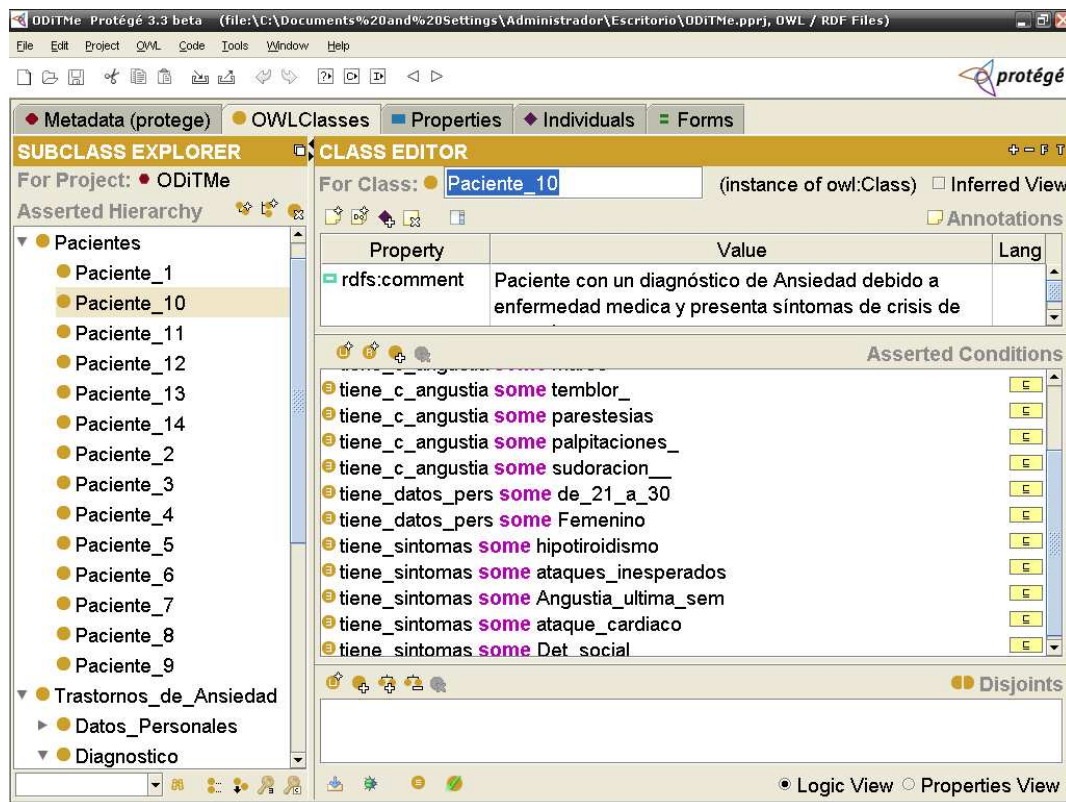 ODiTMe Protégé 3.3 beta (file:\C:\Documents%20and%20Settings\Administrador\Escritorio\ODiTMe.pprj, OWL / RDF Files)
File Edit Project OWL Code Tools Window Help
protégé
Metadata (protege) OWLClasses Properties Individuals Forms
SUBCLASS EXPLORER
For Project: ODiTMe
Asserted Hierarchy
Pacientes
Paciente_1
Paciente_10
Paciente_11
Paciente_12
Paciente_13
Paciente_14
Paciente_2
Paciente_3
Paciente_4
Paciente_5
Paciente_6
Paciente_7
Paciente_8
Paciente_9
Trastornos_de_Ansiedad
Datos_Personales
Diagnostico
CLASS EDITOR
For Class: Paciente_10 (instance of owl:Class) Inferred View
Annotations
Property Value Lang
rdfs:comment Paciente con un diagnóstico de Ansiedad debido a
enfermedad medica y presenta síntomas de crisis de
Asserted Conditions
tiene_c_angustia some temblor_
tiene_c_angustia some parestesias
tiene_c_angustia some palpitaciones_
tiene_c_angustia some sudoracion__
tiene_datos_pers some de_21_a_30
tiene_datos_pers some Femenino
tiene_sintomas some hipotiroidismo
tiene_sintomas some ataques_inesperados
tiene_sintomas some Angustia_ultima_sem
tiene_sintomas some ataque_cardiaco
tiene_sintomas some Det_social
Disjoints
Logic View Properties View